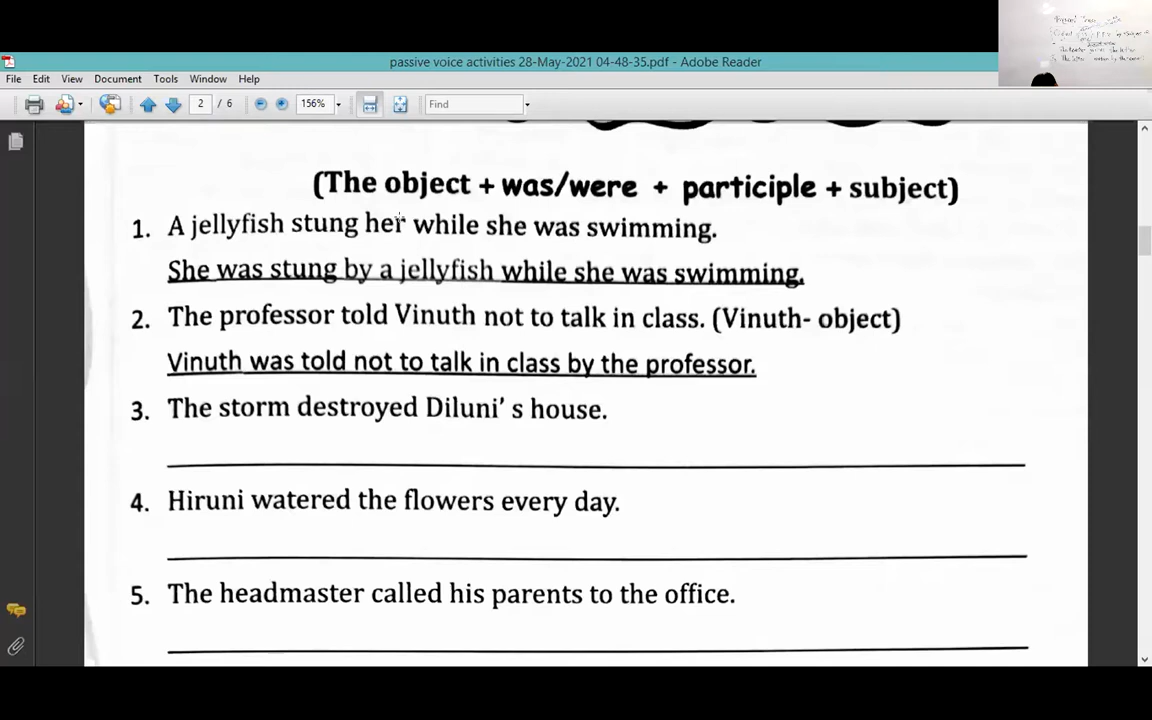 passive voice activities 28-May-2021 04-48-35.pdf - Adobe Reader
File Edit View Document Tools Window Help
2 / 6 156% Find
(The object + was/were + participle + subject)
1. A jellyfish stung her while she was swimming.
She was stung by a jellyfish while she was swimming.
2. The professor told Vinuth not to talk in class. (Vinuth- object)
Vinuth was told not to talk in class by the professor.
3. The storm destroyed Diluni' s house.
4. Hiruni watered the flowers every day.
5. The headmaster called his parents to the office.